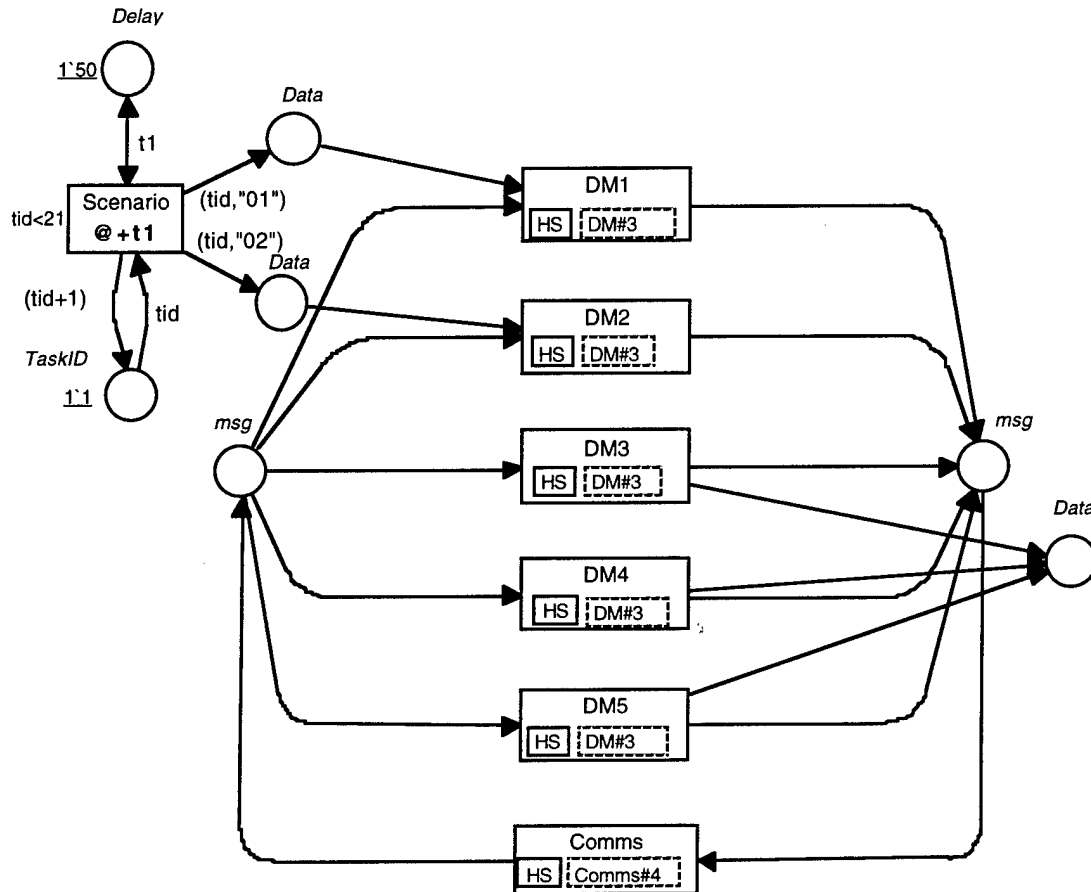 Delay
1`50
t1
Data
Scenario
@+t1
tid<21
(tid,"01")
(tid,"02")
Data
(tid+1)
tid
TaskID
1`1
DM1
HS
DM#3
DM2
HS
DM#3
msg
DM3
HS
DM#3
msg
Data
DM4
HS
DM#3
DM5
HS
DM#3
Comms
HS
Comms#4